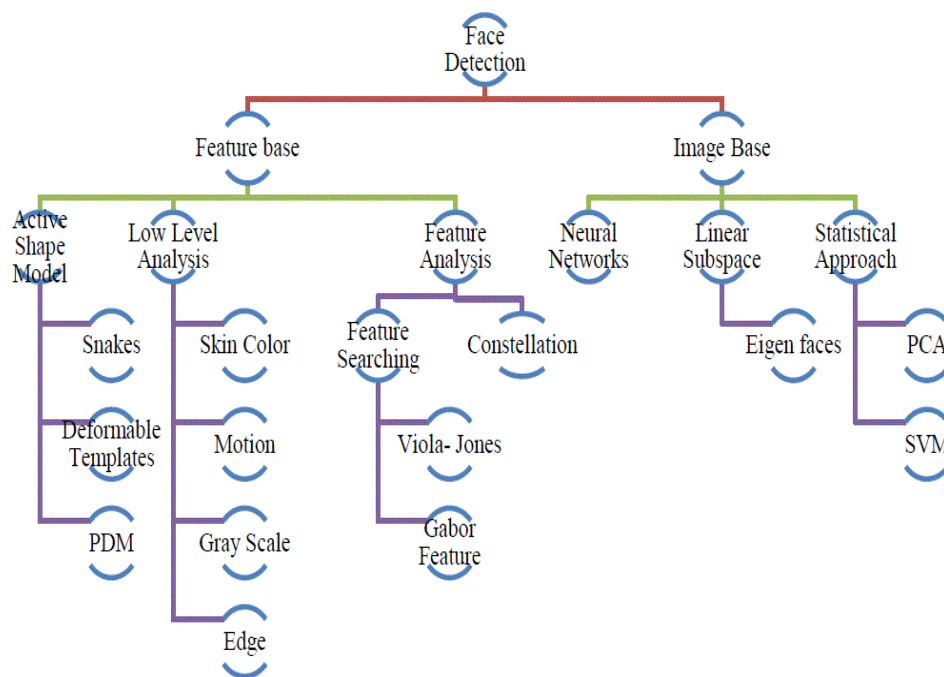 Face
Detection
Feature base
Image Base
Active
Shape
Model
Low Level
Analysis
Feature
Analysis
Neural
Networks
Linear
Subspace
Statistical
Approach
Snakes
Skin Color
Feature
Searching
Constellation
Eigen faces
PCA
Deformable
Templates
Motion
Viola- Jones
SVM
PDM
Gray Scale
Gabor
Feature
Edge